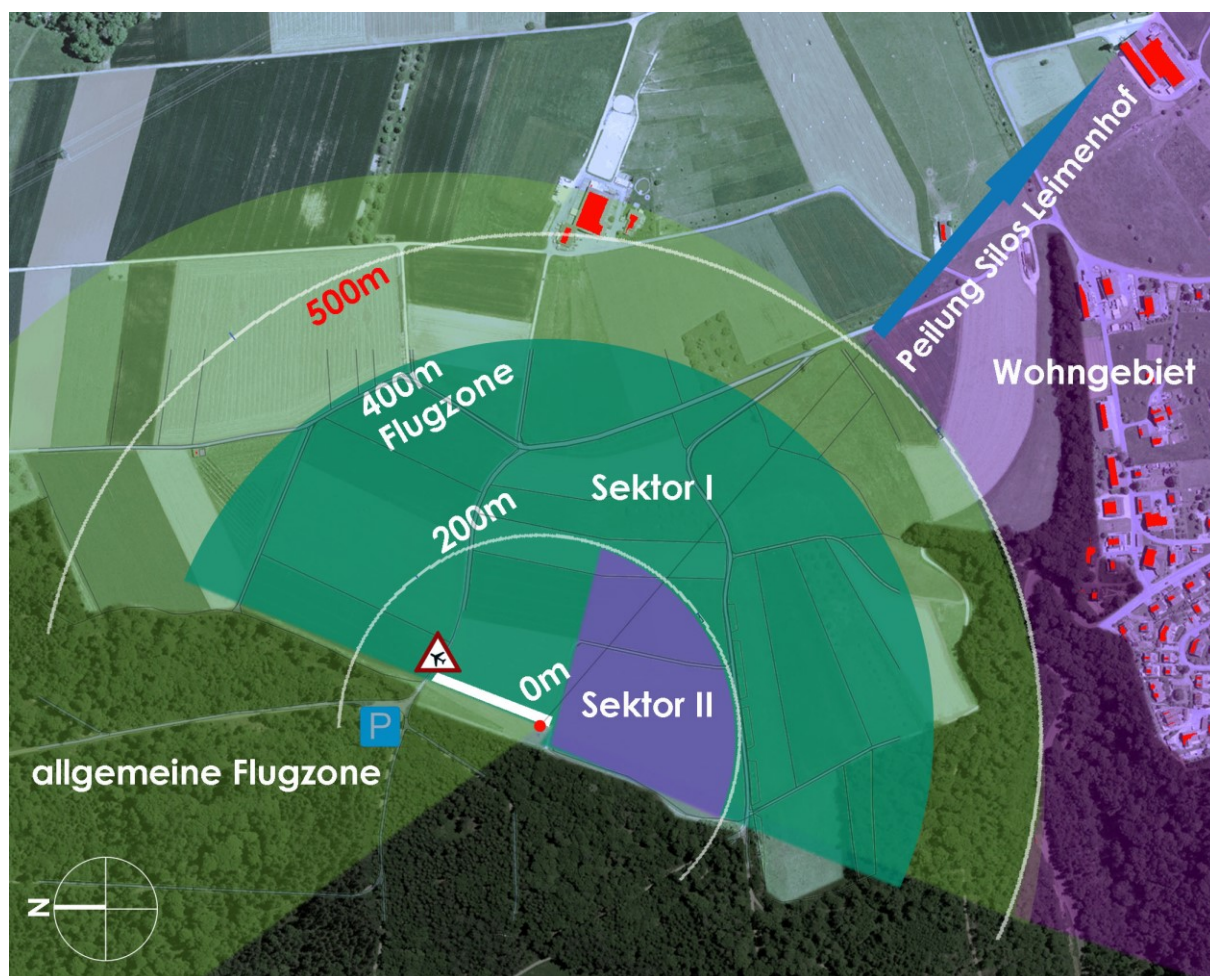 Peilung Silos Leimenhof
500m
Wohngebiet
400m
Flugzone
Sektor I
200m
0m
Sektor II
P
allgemeine Flugzone
N